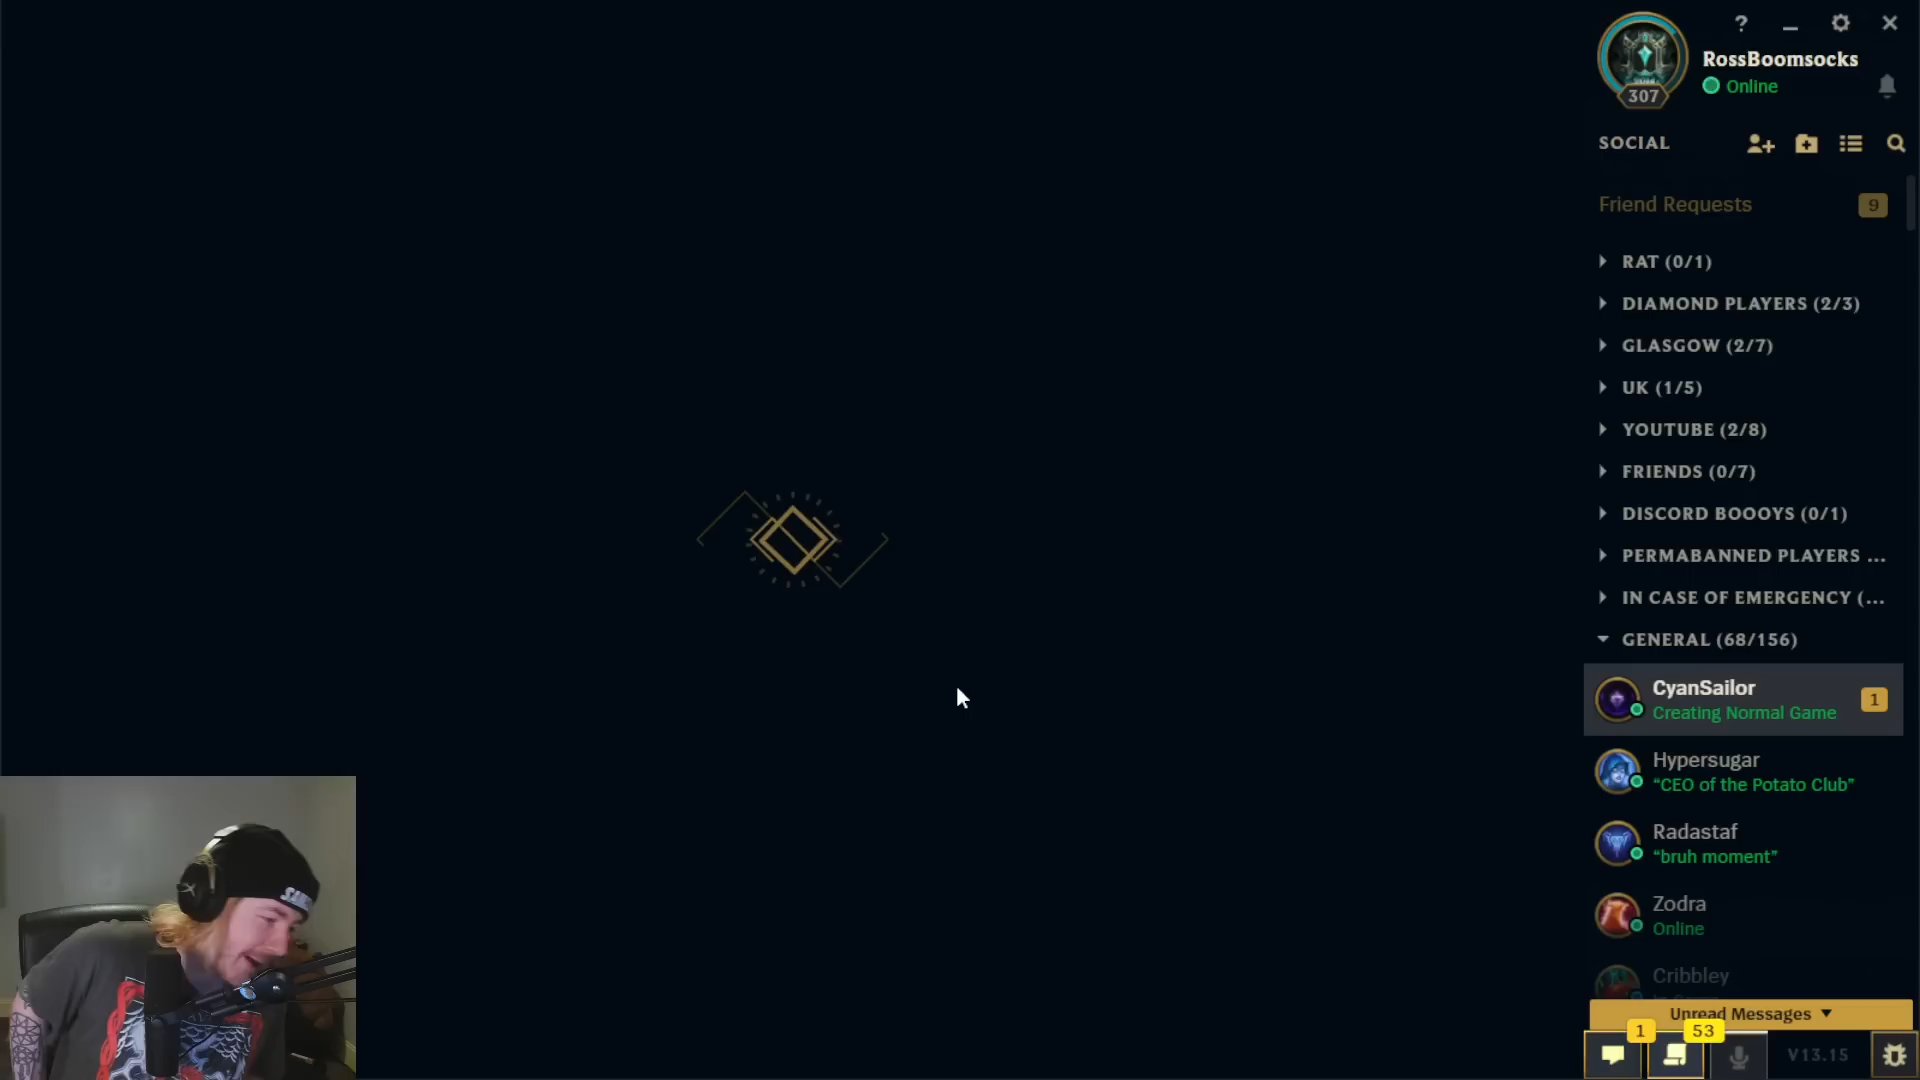 ?
RossBoomsocks
Online
307
SOCIAL
Friend Requests
9
RAT (0/1)
DIAMOND PLAYERS (2/3)
GLASGOW (2/7)
UK (1/5)
YOUTUBE (2/8)
FRIENDS (0/7)
DISCORD BOOOYS (0/1)
PERMABANNED PLAYERS ...
IN CASE OF EMERGENCY (...
GENERAL (68/156)
CyanSailor
1
Creating Normal Game
Hypersugar
“CEO of the Potato Club”
Radastaf
“bruh moment”
Zodra
Online
Cribbley
Unread Messages
1
53
V13.15